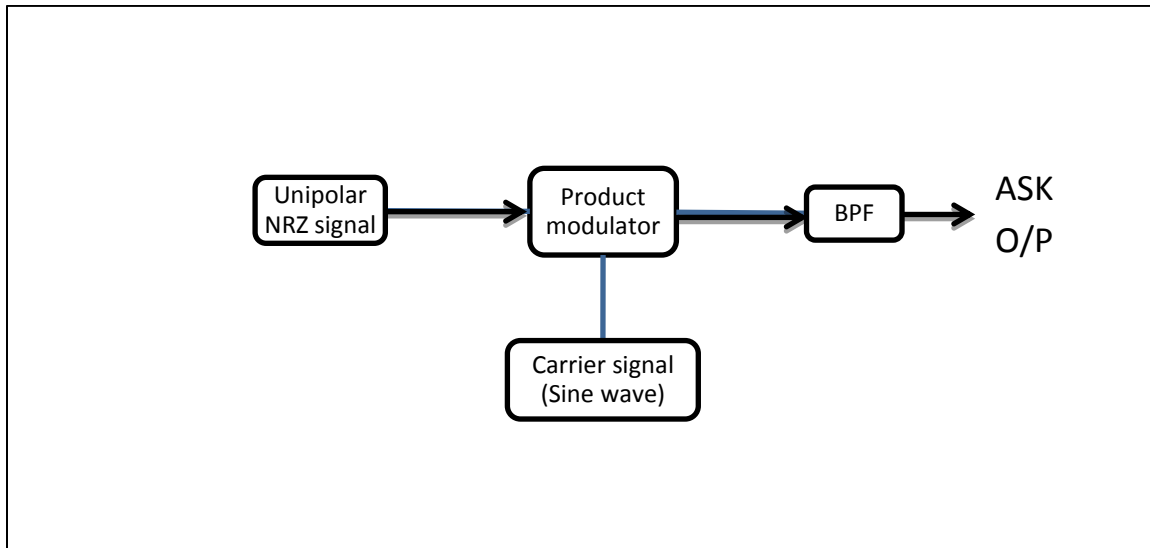 Unipolar
NRZ signal
Product
modulator
BPF
ASK
O/P
Carrier signal
(Sine wave)